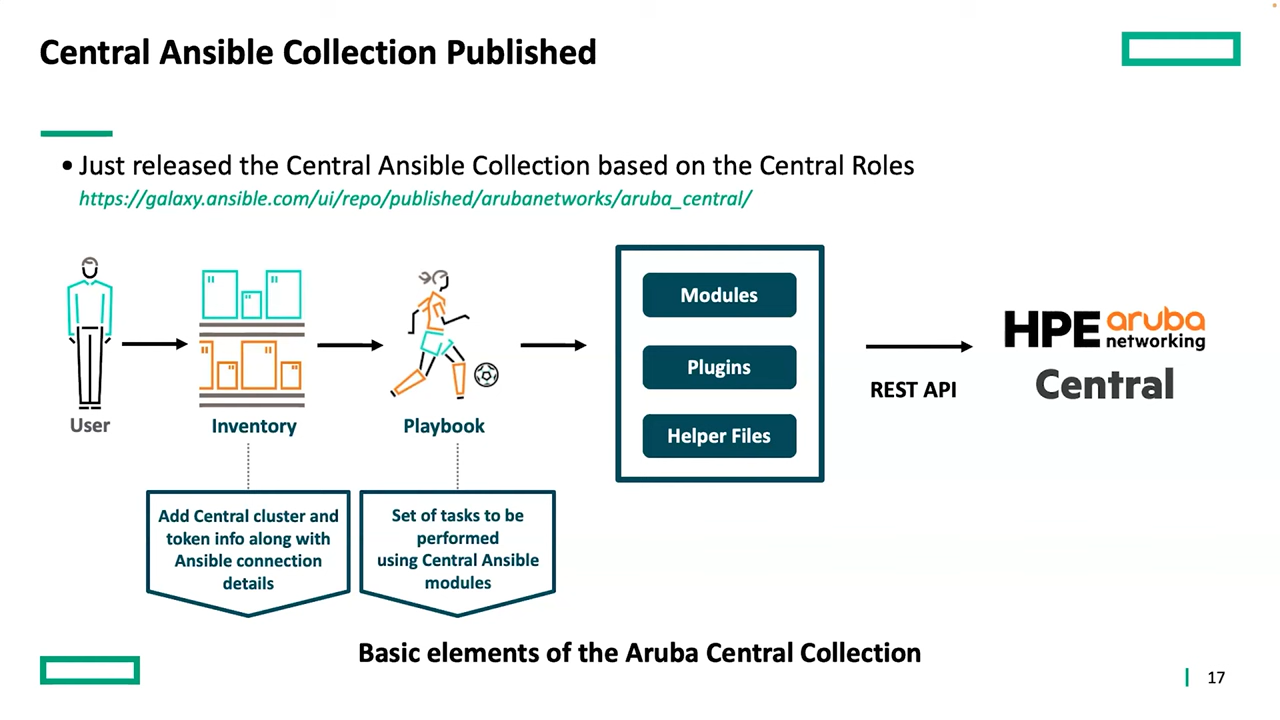 Central Ansible Collection Published
• Just released the Central Ansible Collection based on the Central Roles
https://galaxy.ansible.com/ui/repo/published/arubanetworks/aruba_central/
User
Inventory
Playbook
Modules
Plugins
Helper Files
REST API
HPE aruba
networking
Central
Add Central cluster and
token info along with
Ansible connection
details
Set of tasks to be
performed
using Central Ansible
modules
Basic elements of the Aruba Central Collection
17